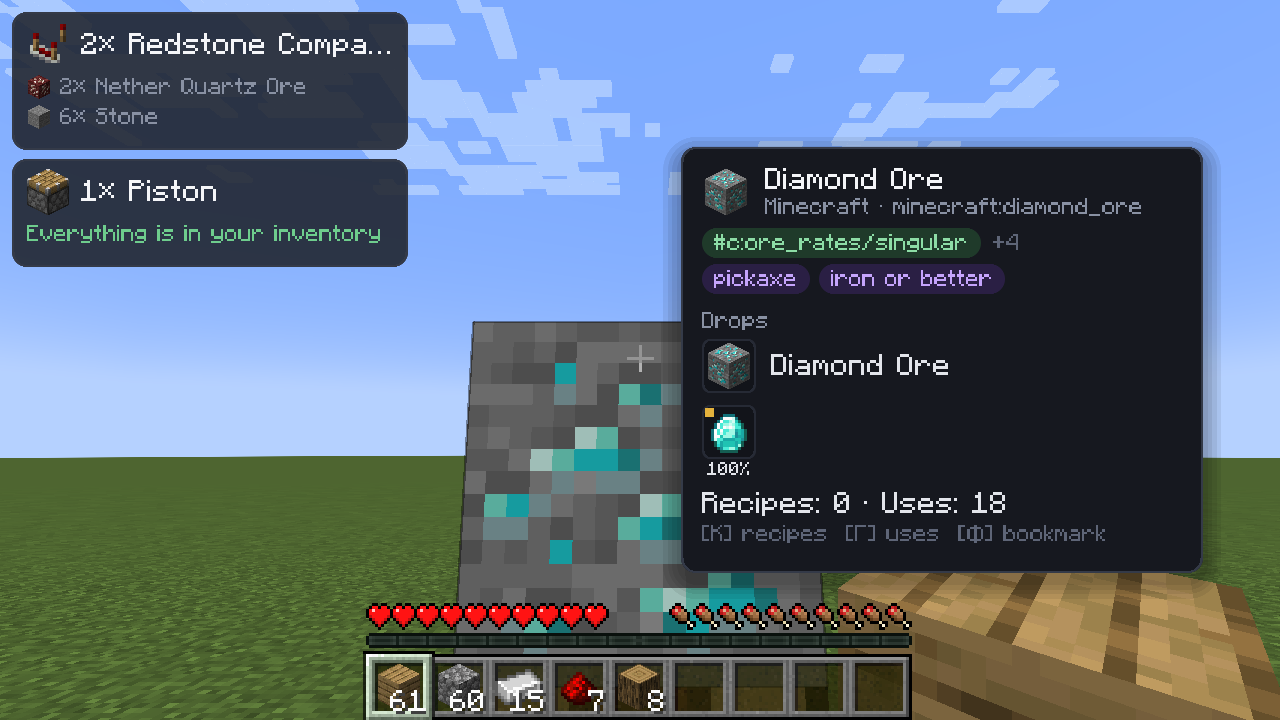 2× Redstone Compa...
2× Nether Quartz Ore
6× Stone
1× Piston
Everything is in your inventory
Diamond Ore
Minecraft · minecraft:diamond_ore
#c:ore_rates/singular +4
pickaxe iron or better
Drops
Diamond Ore
100%
Recipes: 0 · Uses: 18
[К] recipes [Г] uses [Ф] bookmark
61 60 15 7 8